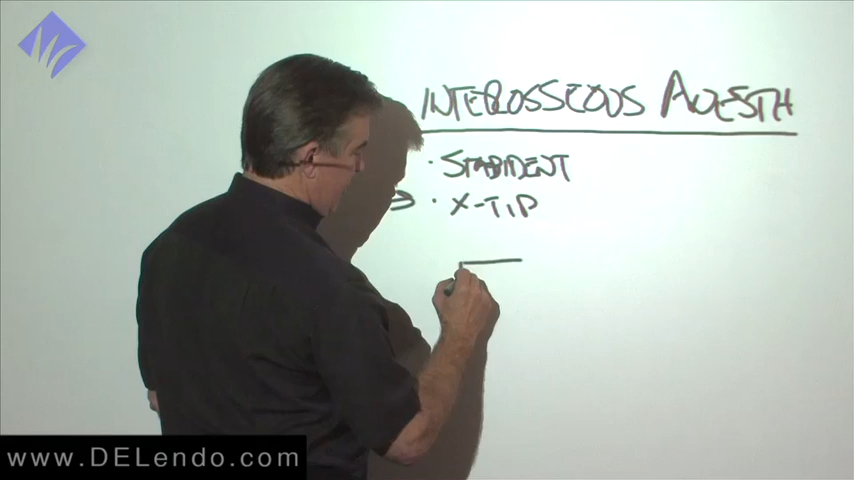 INTEROSSEOUS ANESTH
· STABIDENT
→ · X-TIP
www.DELendo.com